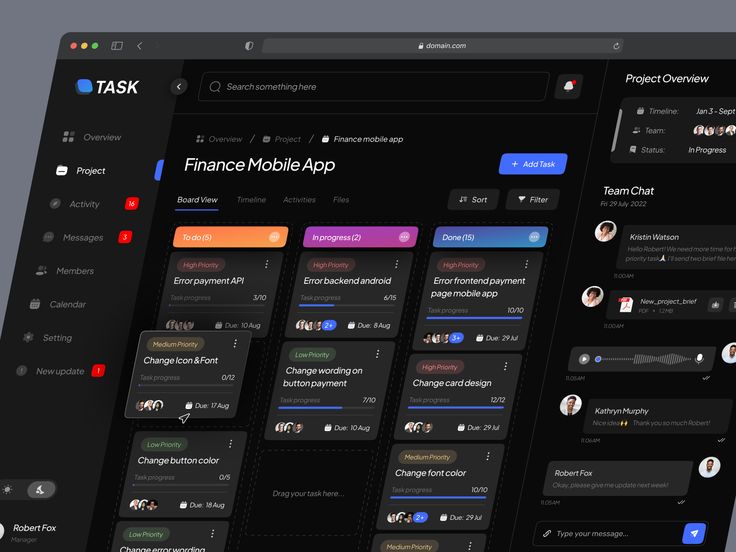 domain.com
TASK
Search something here
Overview
Project
Activity
16
Messages
3
Members
Calendar
Setting
New update
1
Robert Fox
Manager
Overview / Project / Finance mobile app
Finance Mobile App
+ Add Task
Board View
Timeline
Activities
Files
Sort
Filter
To do (5)
High Priority
Error payment API
Task progress 3/10
Due: 10 Aug
Medium Priority
Change Icon & Font
Task progress 0/12
Due: 17 Aug
Low Priority
Change button color
Task progress 0/5
Due: 18 Aug
Low Priority
Change error wording
In progress (2)
High Priority
Error backend android
Task progress 6/15
2+
Due: 8 Aug
Low Priority
Change wording on
button payment
Task progress 7/10
Due: 10 Aug
Drag your task here...
Done (15)
High Priority
Error frontend payment
page mobile app
Task progress 10/10
3+
Due: 29 Jul
High Priority
Change card design
Task progress 12/12
Due: 29 Jul
Medium Priority
Change font color
Task progress 10/10
2+
Due: 29 Jul
Medium Priority
Project Overview
Timeline: Jan 3 - Sept
Team:
Status: In Progress
Team Chat
Fri 29 July 2022
Kristin Watson
Hello Robert! We need more time for
priority task🙏 I'll send two brief file
11:00AM
New_project_brief
PDF • 1.2MB
11:00AM
11:05AM
Kathryn Murphy
Nice idea🙌 Thank you so much Robert!
11:06AM
Robert Fox
Okay, please give me update next week!
Type your message...